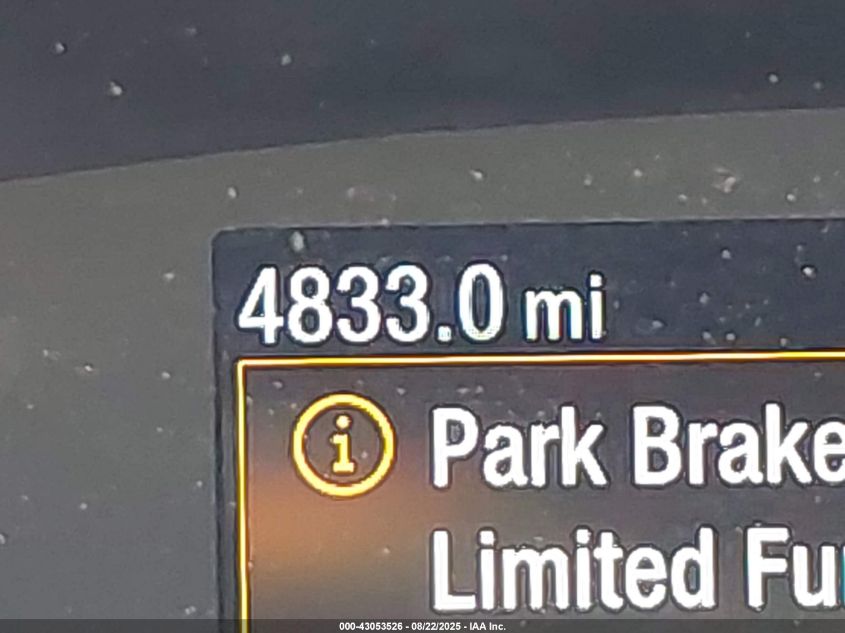 4833.0 mi
Park Brake
Limited Fu
000-43053526 - 08/22/2025 - IAA Inc.